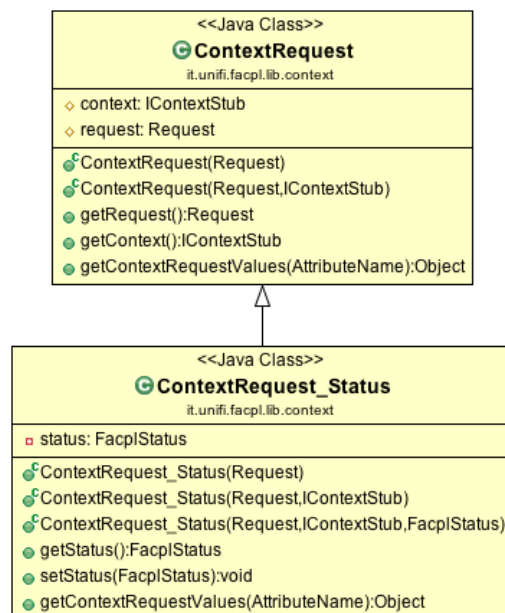 <<Java Class>>
ContextRequest
it.unifi.facpl.lib.context
context: IContextStub
request: Request
ContextRequest(Request)
ContextRequest(Request,IContextStub)
getRequest():Request
getContext():IContextStub
getContextRequestValues(AttributeName):Object
<<Java Class>>
ContextRequest_Status
it.unifi.facpl.lib.context
status: FacplStatus
ContextRequest_Status(Request)
ContextRequest_Status(Request,IContextStub)
ContextRequest_Status(Request,IContextStub,FacplStatus)
getStatus():FacplStatus
setStatus(FacplStatus):void
getContextRequestValues(AttributeName):Object